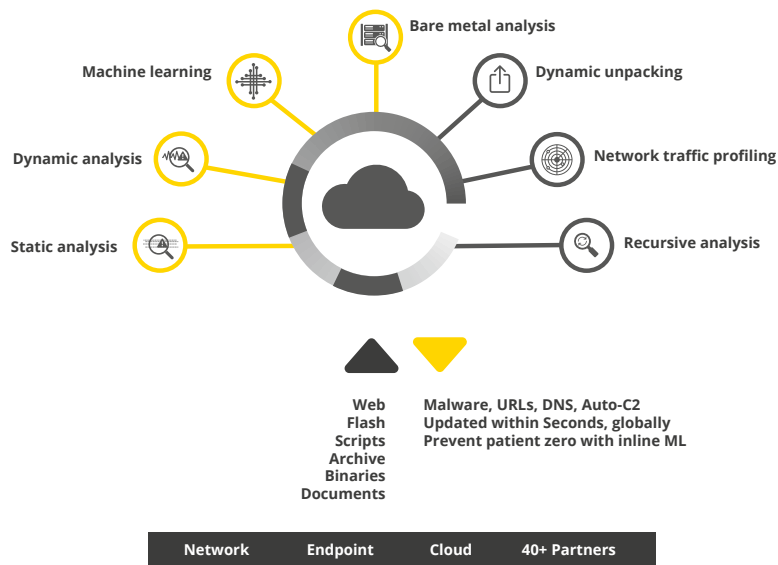 Bare metal analysis
Machine learning
Dynamic unpacking
Dynamic analysis
Network traffic profiling
Static analysis
Recursive analysis
Web
Flash
Scripts
Archive
Binaries
Documents
Malware, URLs, DNS, Auto-C2
Updated within Seconds, globally
Prevent patient zero with inline ML
Network Endpoint Cloud 40+ Partners